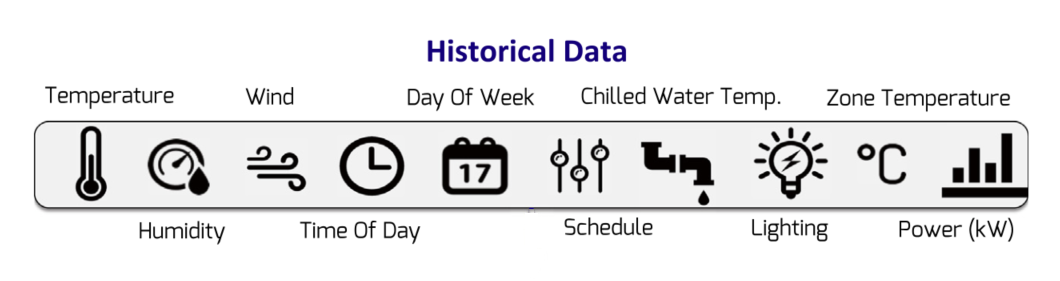 Historical Data
Temperature Wind Day Of Week Chilled Water Temp. Zone Temperature
17 °C
Humidity Time Of Day Schedule Lighting Power (kW)